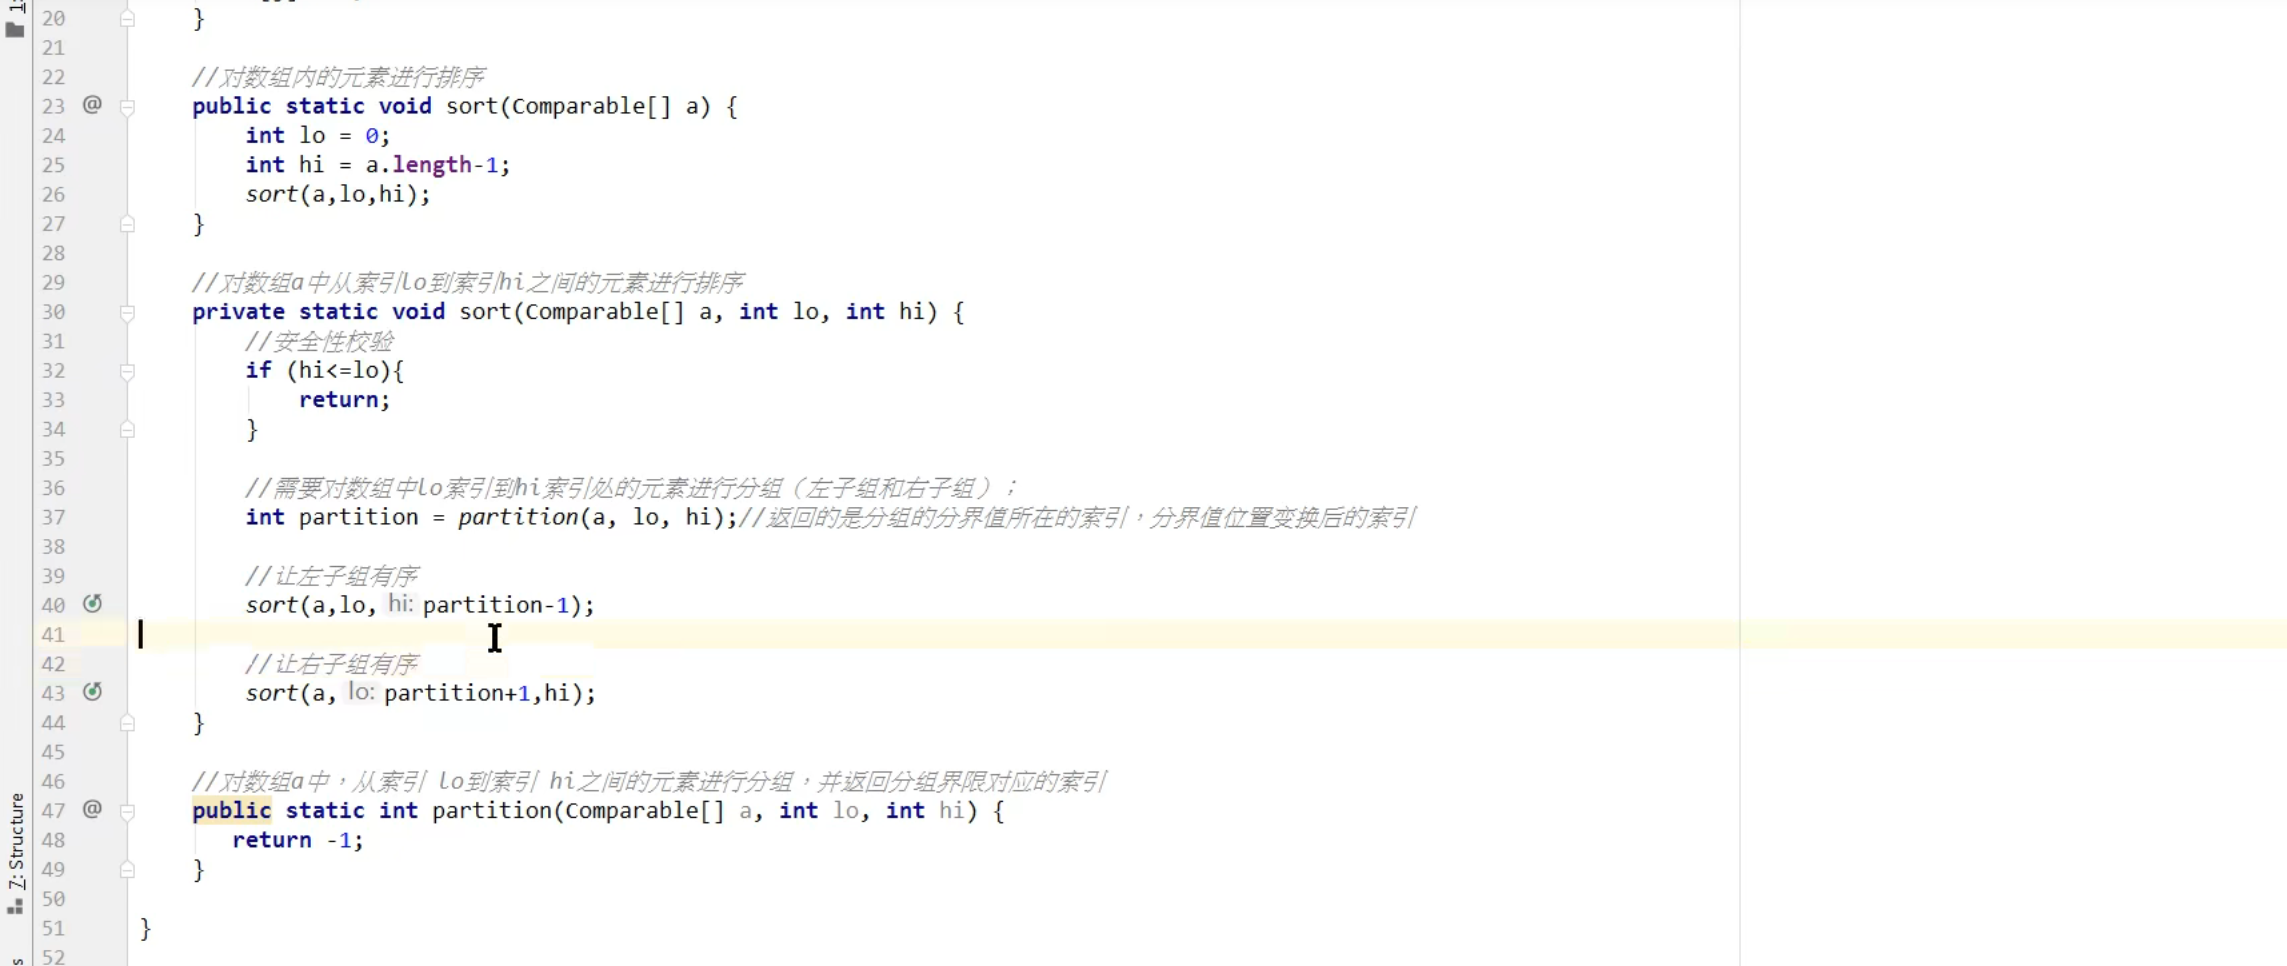 20 }
21
22 //对数组内的元素进行排序
23 @ public static void sort(Comparable[] a) {
24 int lo = 0;
25 int hi = a.length-1;
26 sort(a,lo,hi);
27 }
28
29 //对数组a中从索引lo到索引hi之间的元素进行排序
30 private static void sort(Comparable[] a, int lo, int hi) {
31 //安全性校验
32 if (hi<=lo){
33 return;
34 }
35
36 //需要对数组中lo索引到hi索引处的元素进行分组（左子组和右子组）；
37 int partition = partition(a, lo, hi);//返回的是分组的分界值所在的索引，分界值位置变换后的索引
38
39 //让左子组有序
40 sort(a,lo, hi: partition-1);
41
42 //让右子组有序
43 sort(a, lo: partition+1,hi);
44 }
45
46 //对数组a中，从索引 lo到索引 hi之间的元素进行分组，并返回分组界限对应的索引
47 @ public static int partition(Comparable[] a, int lo, int hi) {
48 return -1;
49 }
50
51 }
52
7: Structure